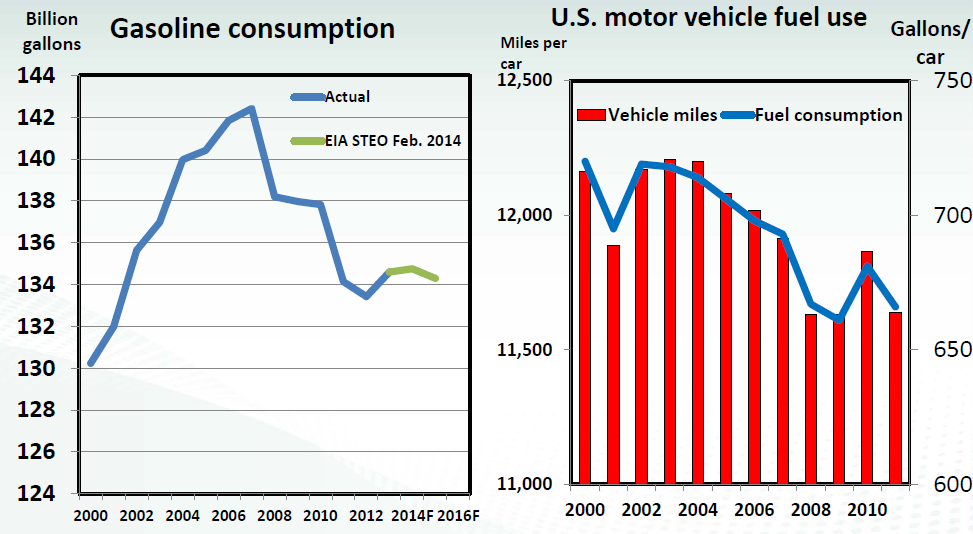 Billion
gallons
Gasoline consumption
144
142
140
138
136
134
132
130
128
126
124
Actual
EIA STEO Feb. 2014
2000 2002 2004 2006 2008 2010 2012 2014F 2016F
U.S. motor vehicle fuel use
Miles per
car
Gallons/
car
12,500
12,000
11,500
11,000
Vehicle miles Fuel consumption
750
700
650
600
2000 2002 2004 2006 2008 2010